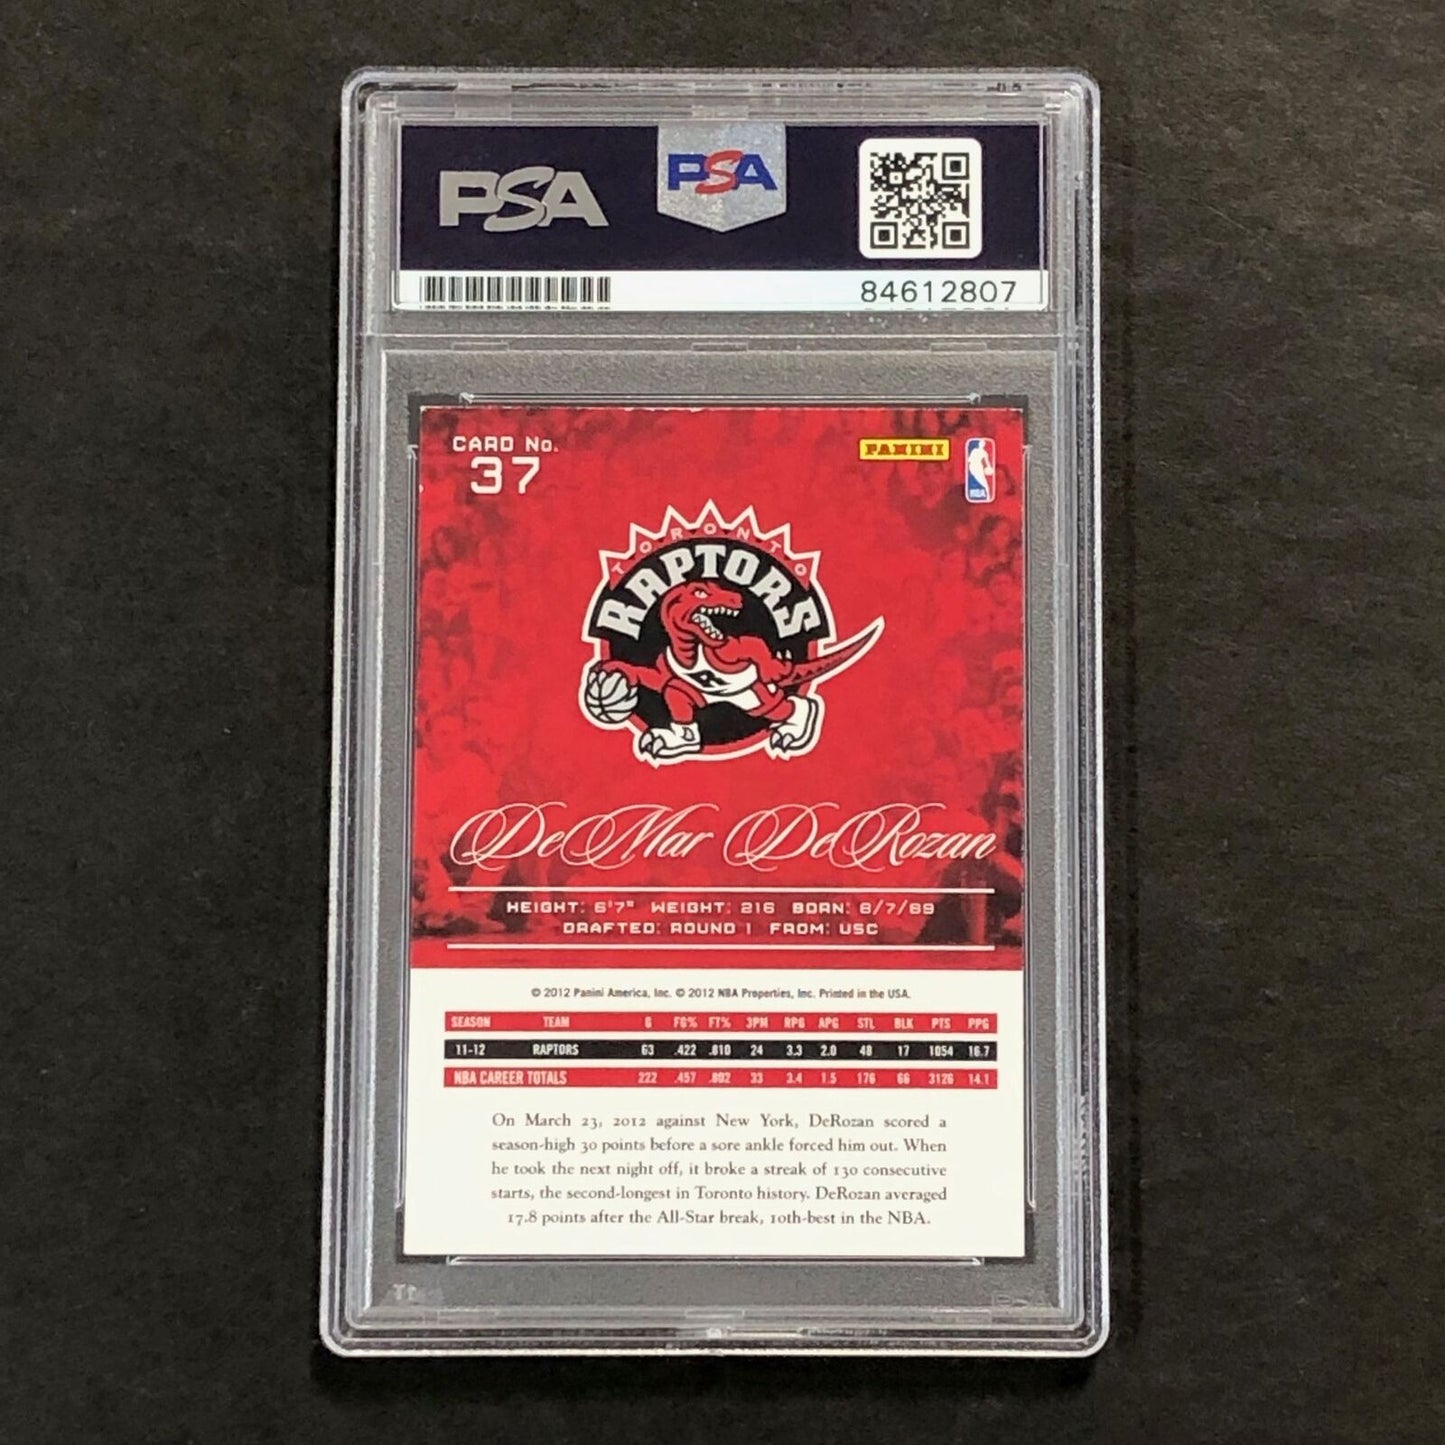 PSA
PSA
84612807
CARD No.
37
PANINI
NBA
TORONTO
RAPTORS
DeMar DeRozan
HEIGHT: 6'7" WEIGHT: 216 BORN: 8/7/89
DRAFTED: ROUND 1 FROM: USC
© 2012 Panini America, Inc. © 2012 NBA Properties, Inc. Printed in the USA.
SEASON TEAM G FG% FT% 3PM RPG APG STL BLK PTS PPG
11-12 RAPTORS 63 .422 .810 24 3.3 2.0 48 17 1054 16.7
NBA CAREER TOTALS 222 .457 .802 33 3.4 1.5 176 66 3126 14.1
On March 23, 2012 against New York, DeRozan scored a
season-high 30 points before a sore ankle forced him out. When
he took the next night off, it broke a streak of 130 consecutive
starts, the second-longest in Toronto history. DeRozan averaged
17.8 points after the All-Star break, 10th-best in the NBA.